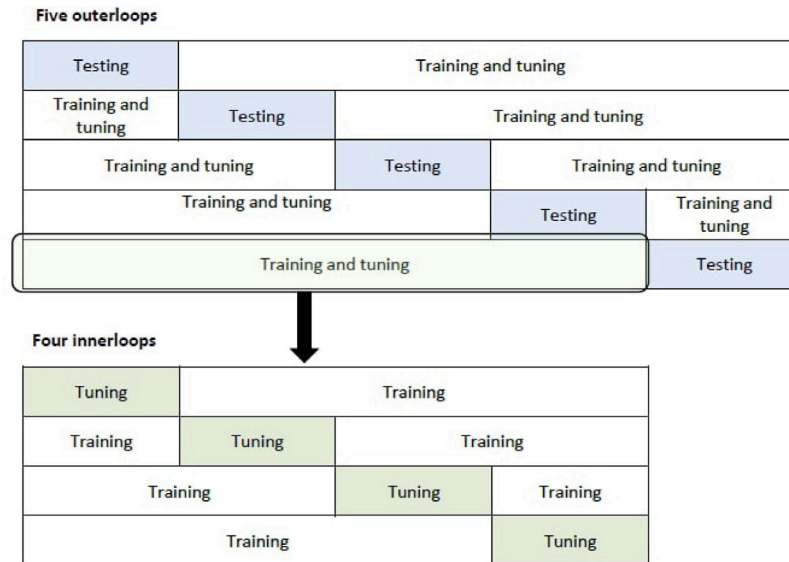 Five outerloops
Testing
Training and tuning
Training and
tuning
Testing
Training and tuning
Training and tuning
Testing
Training and tuning
Training and tuning
Testing
Training and
tuning
Training and tuning
Testing
Four innerloops
Tuning
Training
Training
Tuning
Training
Training
Tuning
Training
Training
Tuning